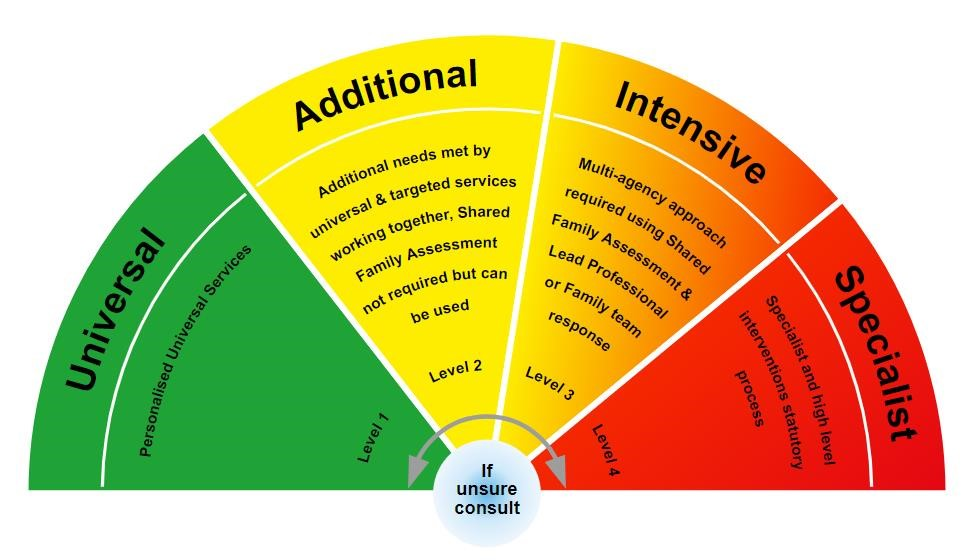 Universal
Personalised Universal Services
Level 1
Additional
Additional needs met by
universal & targeted services
working together, Shared
Family Assessment
not required but can
be used
Level 2
Intensive
Multi-agency approach
required using Shared
Family Assessment &
Lead Professional
or Family team
response
Level 3
Specialist
Specialist and high level
interventions statutory
process
Level 4
If
unsure
consult